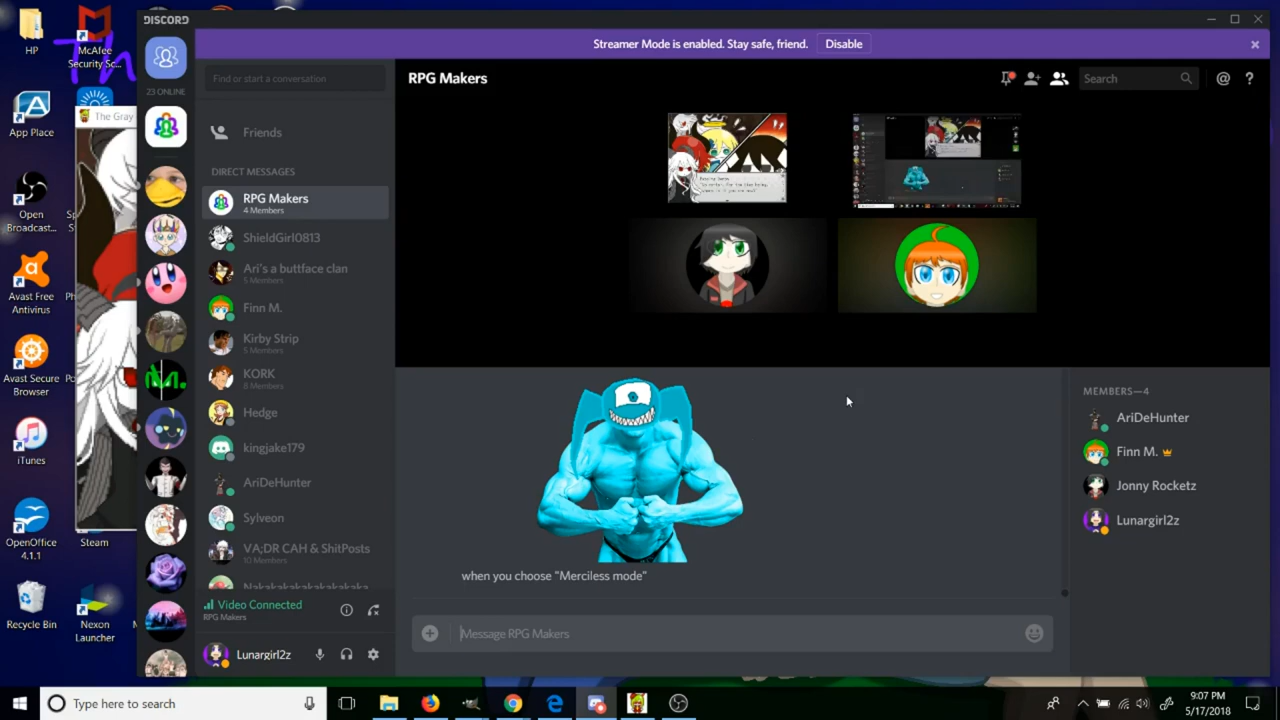 HP
McAfee
Security Sc...
App Place
Open
Broadcast...
Avast Free
Antivirus
Avast Secure
Browser
iTunes
OpenOffice
4.1.1
Steam
Recycle Bin
Nexon
Launcher
The Gray
DISCORD
Streamer Mode is enabled. Stay safe, friend.
Disable
23 ONLINE
Find or start a conversation
Friends
DIRECT MESSAGES
RPG Makers
4 Members
ShieldGirl0813
Ari's a buttface clan
5 Members
Finn M.
Kirby Strip
5 Members
KORK
8 Members
Hedge
kingjake179
AriDeHunter
Sylveon
VA;DR CAH & ShitPosts
10 Members
Nakakakakakakakaka
Video Connected
RPG Makers
Lunargirl2z
RPG Makers
Search
when you choose "Merciless mode"
Message RPG Makers
MEMBERS—4
AriDeHunter
Finn M.
Jonny Rocketz
Lunargirl2z
Type here to search
9:07 PM
5/17/2018